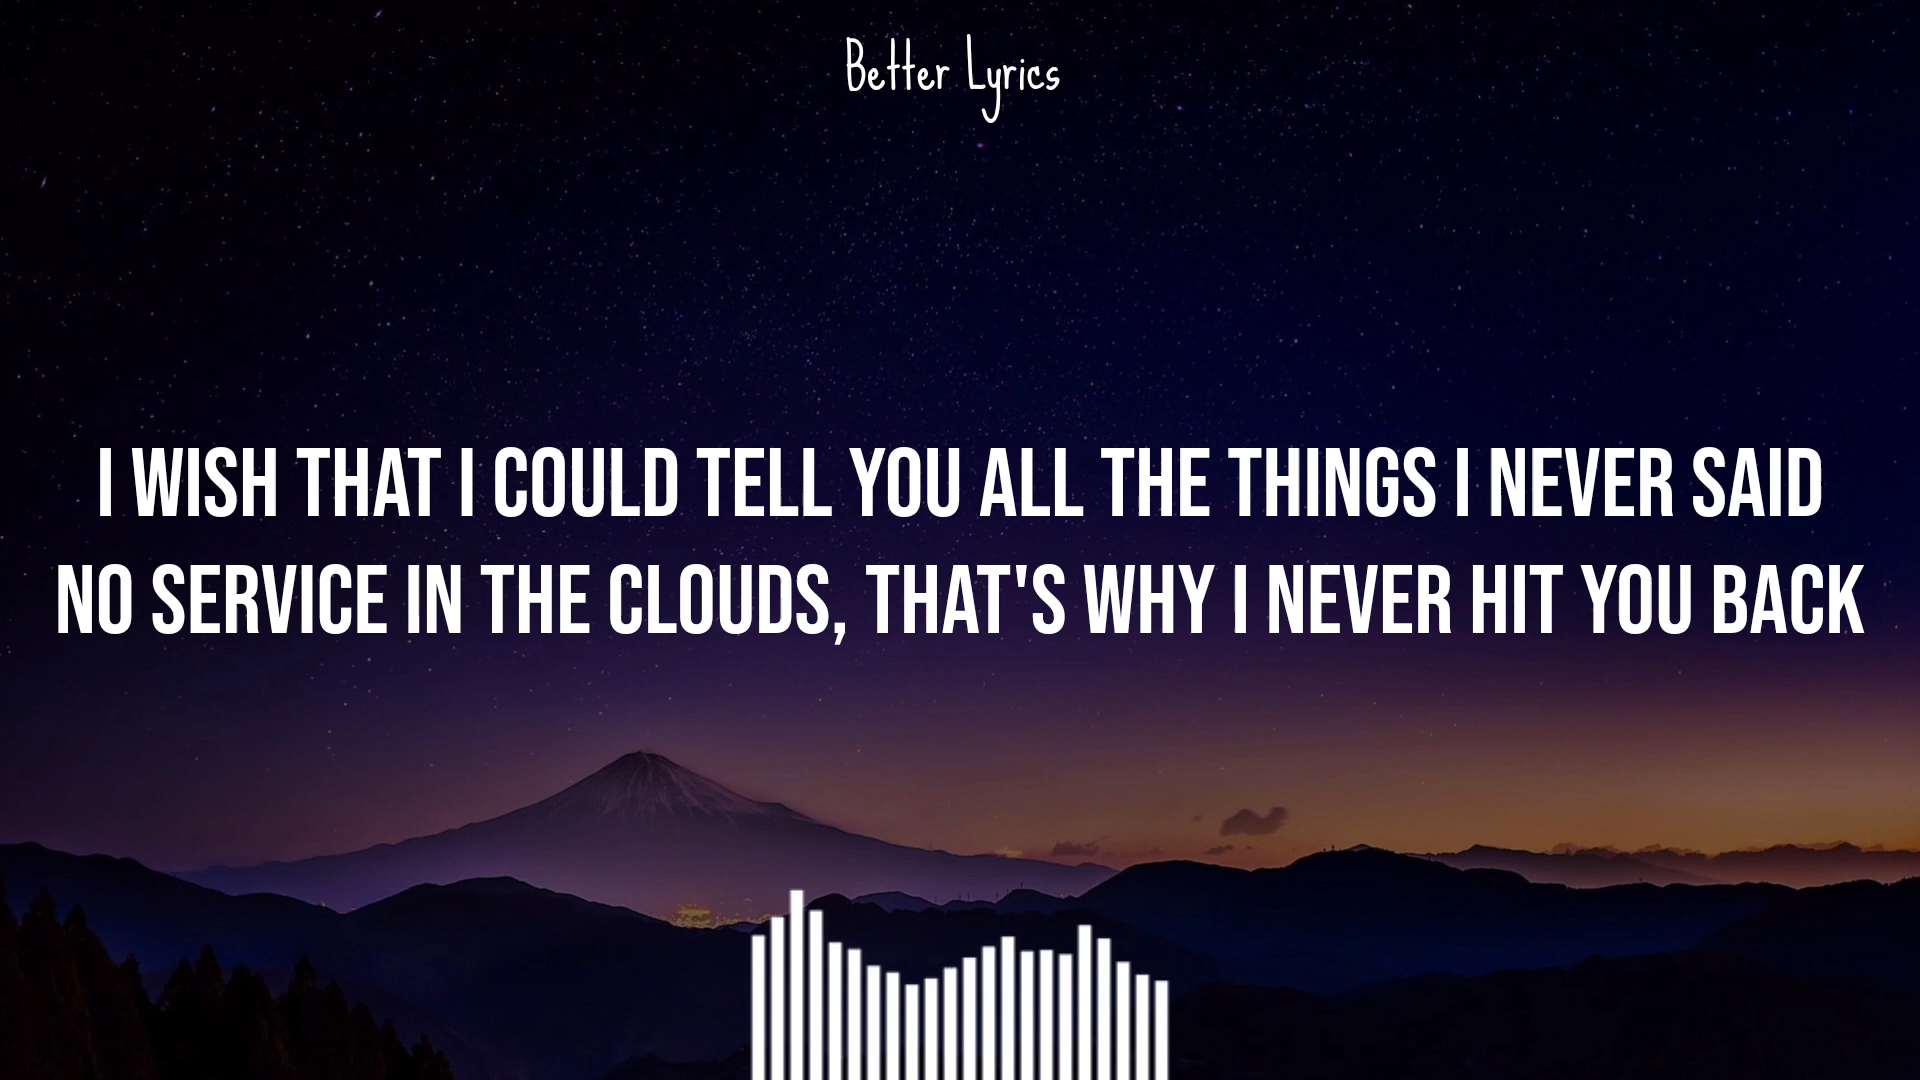 Better Lyrics
I WISH THAT I COULD TELL YOU ALL THE THINGS I NEVER SAID
NO SERVICE IN THE CLOUDS, THAT'S WHY I NEVER HIT YOU BACK